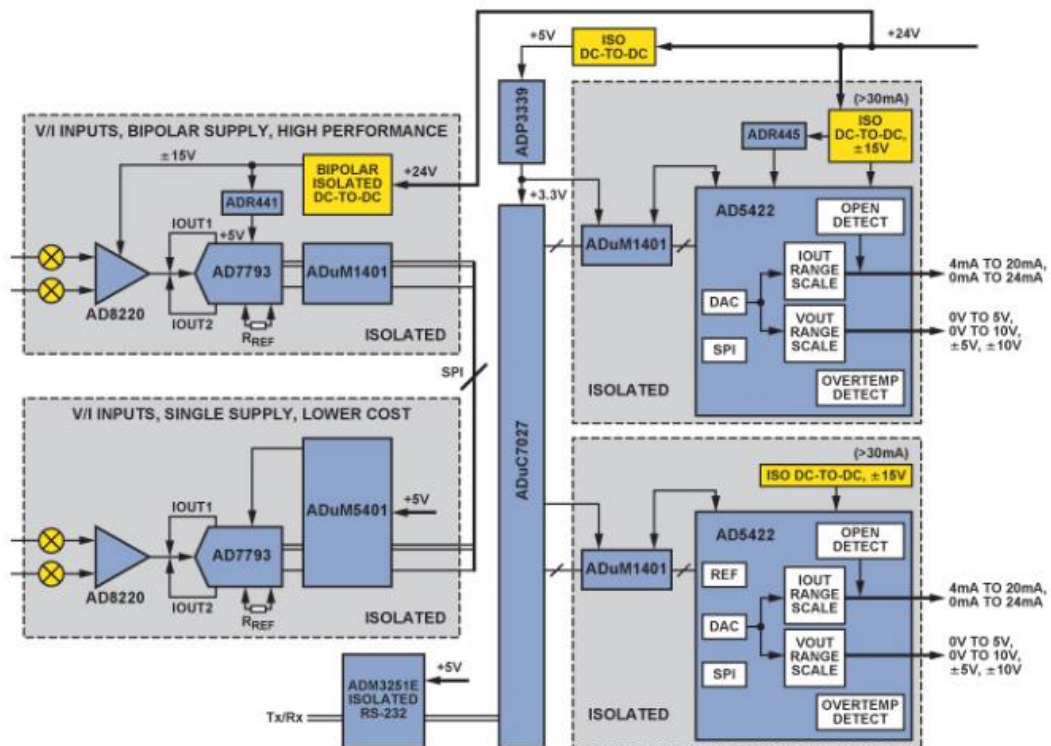 +5V
ISO
DC-TO-DC
+24V
ADP3339
+3.3V
V/I INPUTS, BIPOLAR SUPPLY, HIGH PERFORMANCE
±15V
BIPOLAR
ISOLATED
DC-TO-DC
+24V
ADR441
IOUT1
+5V
AD7793
ADuM1401
AD8220
IOUT2
RREF
ISOLATED
SPI
V/I INPUTS, SINGLE SUPPLY, LOWER COST
IOUT1
ADuM5401
+5V
AD7793
AD8220
IOUT2
RREF
ISOLATED
ADM3251E
ISOLATED
RS-232
+5V
Tx/Rx
ADuC7027
(>30mA)
ISO
DC-TO-DC,
±15V
ADR445
ADuM1401
AD5422
OPEN
DETECT
IOUT
RANGE
SCALE
DAC
VOUT
RANGE
SCALE
SPI
OVERTEMP
DETECT
ISOLATED
4mA TO 20mA,
0mA TO 24mA
0V TO 5V,
0V TO 10V,
±5V, ±10V
(>30mA)
ISO DC-TO-DC, ±15V
ADuM1401
AD5422
OPEN
DETECT
REF
IOUT
RANGE
SCALE
DAC
VOUT
RANGE
SCALE
SPI
OVERTEMP
DETECT
ISOLATED
4mA TO 20mA,
0mA TO 24mA
0V TO 5V,
0V TO 10V,
±5V, ±10V